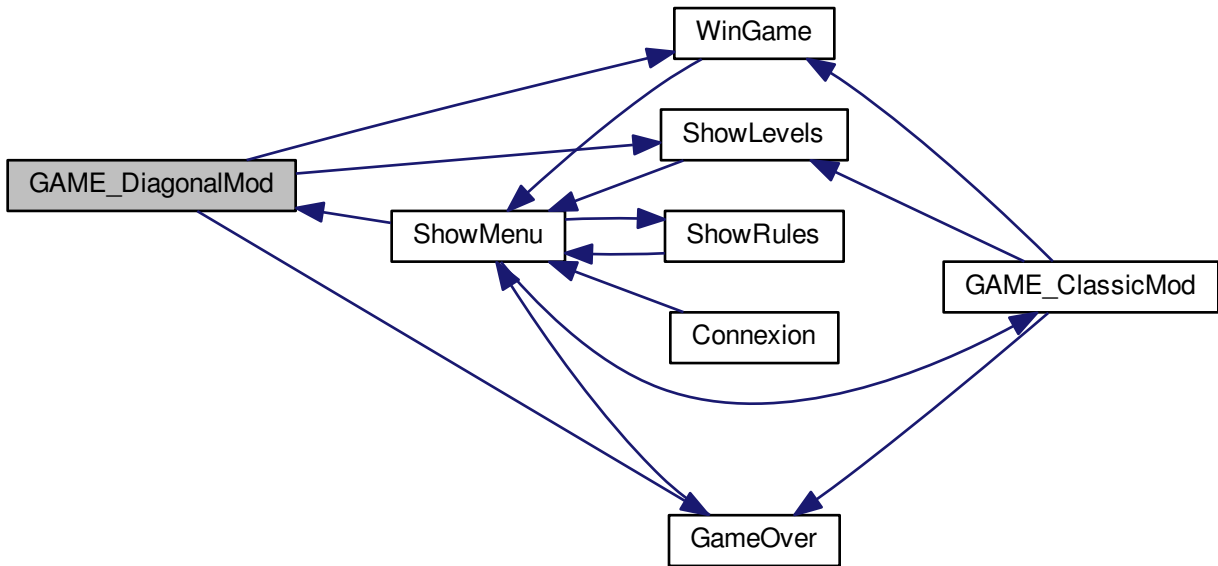 WinGame
ShowLevels
GAME_DiagonalMod
ShowMenu
ShowRules
GAME_ClassicMod
Connexion
GameOver